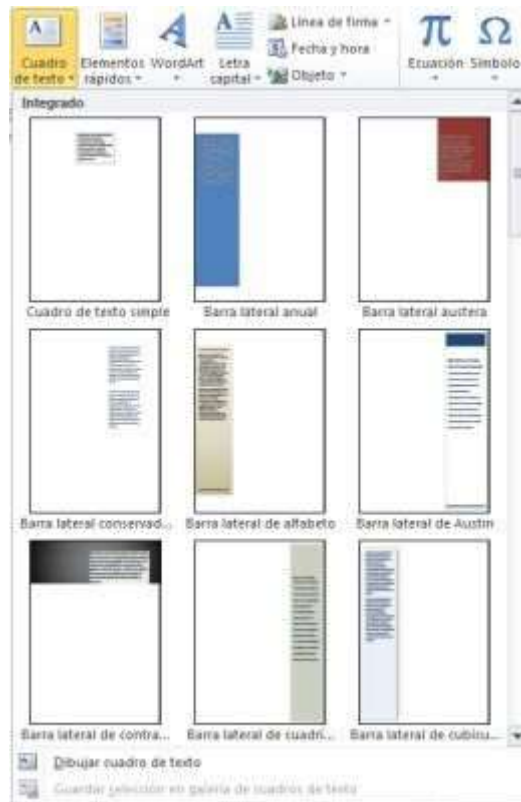 Cuadro de texto
Elementos rápidos
WordArt
Letra capital
Línea de firma
Fecha y hora
Objeto
Ecuación
Símbolo
Integrado
Cuadro de texto simple
Barra lateral anual
Barra lateral austera
Barra lateral conservad...
Barra lateral de alfabeto
Barra lateral de Austin
Barra lateral de contra...
Barra lateral de cuadrí...
Barra lateral de cubícu...
Dibujar cuadro de texto
Guardar selección en galería de cuadros de texto